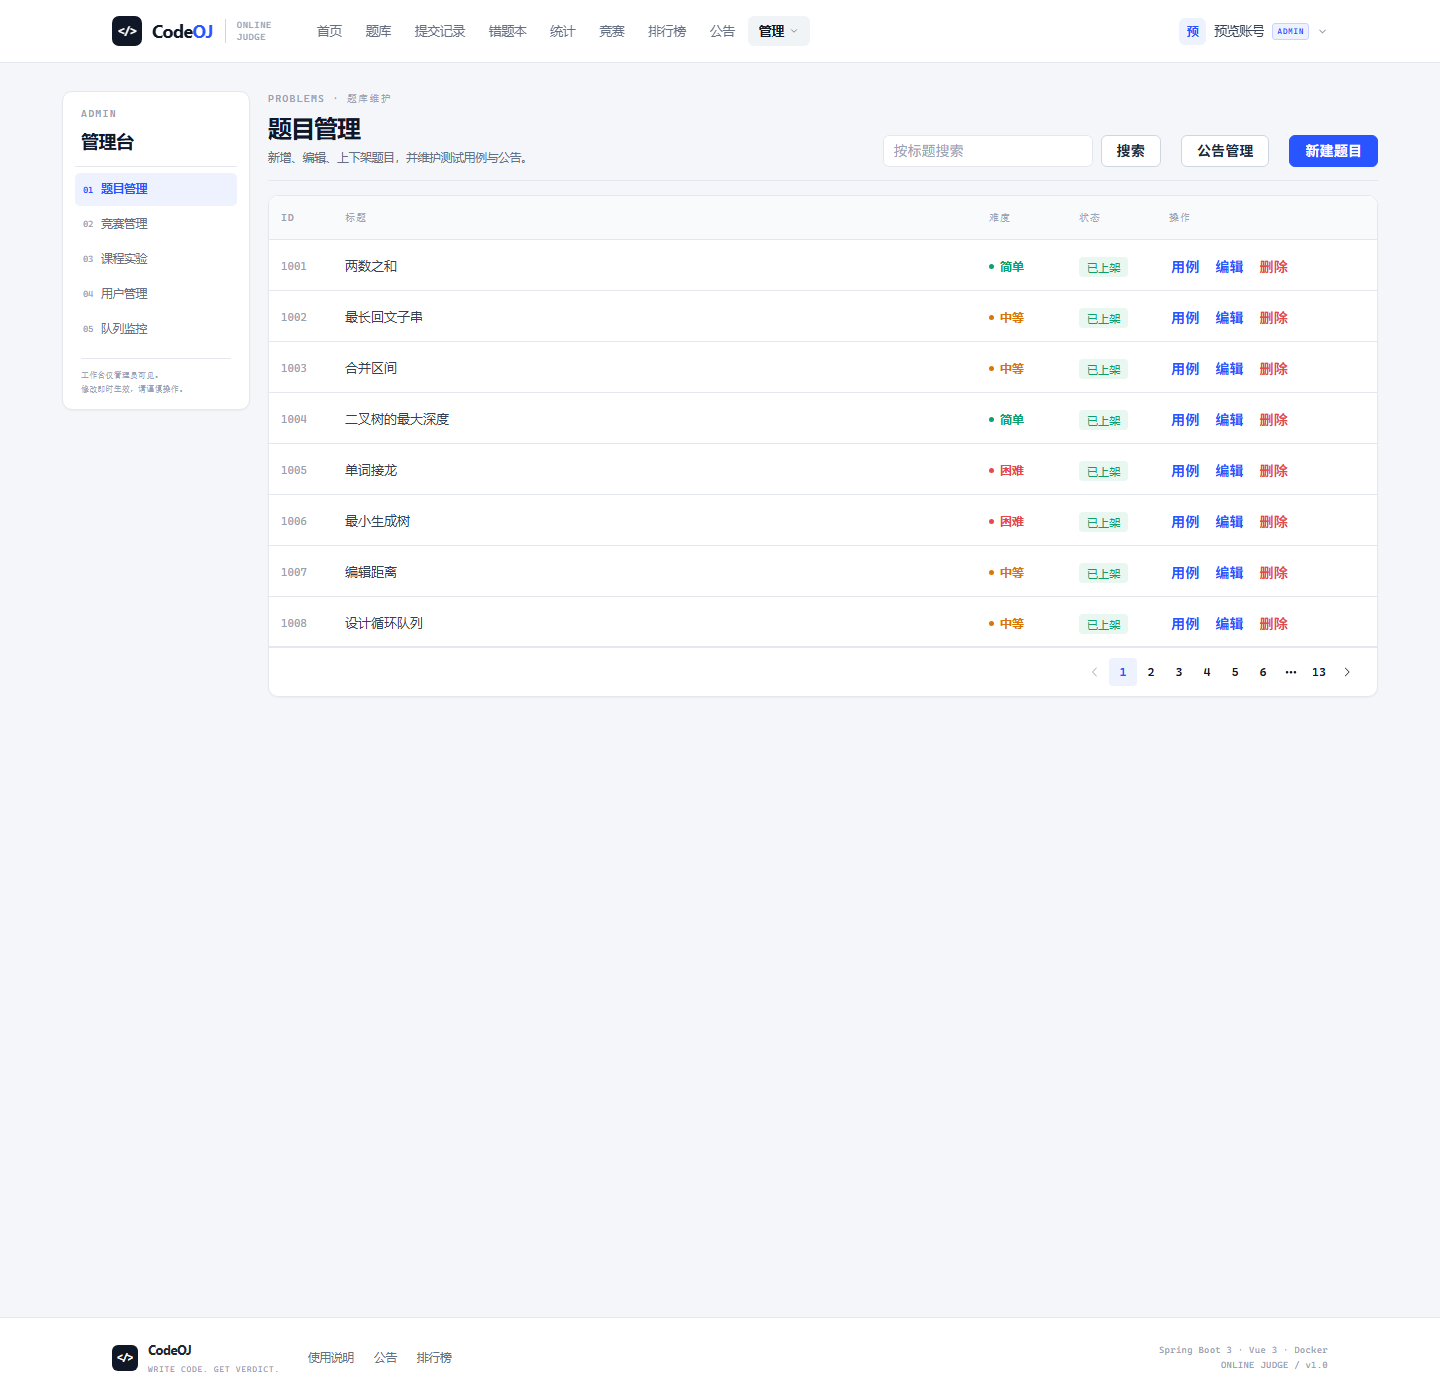 </> CodeOJ ONLINE JUDGE 首页 题库 提交记录 错题本 统计 竞赛 排行榜 公告 管理 预 预览账号 ADMIN
ADMIN
管理台
01 题目管理
02 竞赛管理
03 课程实验
04 用户管理
05 队列监控
工作台仅管理员可见。
修改即时生效，请谨慎操作。
PROBLEMS · 题库维护
题目管理
新增、编辑、上下架题目，并维护测试用例与公告。
按标题搜索 搜索 公告管理 新建题目
ID 标题 难度 状态 操作
1001 两数之和 简单 已上架 用例 编辑 删除
1002 最长回文子串 中等 已上架 用例 编辑 删除
1003 合并区间 中等 已上架 用例 编辑 删除
1004 二叉树的最大深度 简单 已上架 用例 编辑 删除
1005 单词接龙 困难 已上架 用例 编辑 删除
1006 最小生成树 困难 已上架 用例 编辑 删除
1007 编辑距离 中等 已上架 用例 编辑 删除
1008 设计循环队列 中等 已上架 用例 编辑 删除
1 2 3 4 5 6 ··· 13
</> CodeOJ
WRITE CODE. GET VERDICT.
使用说明 公告 排行榜
Spring Boot 3 · Vue 3 · Docker
ONLINE JUDGE / v1.0